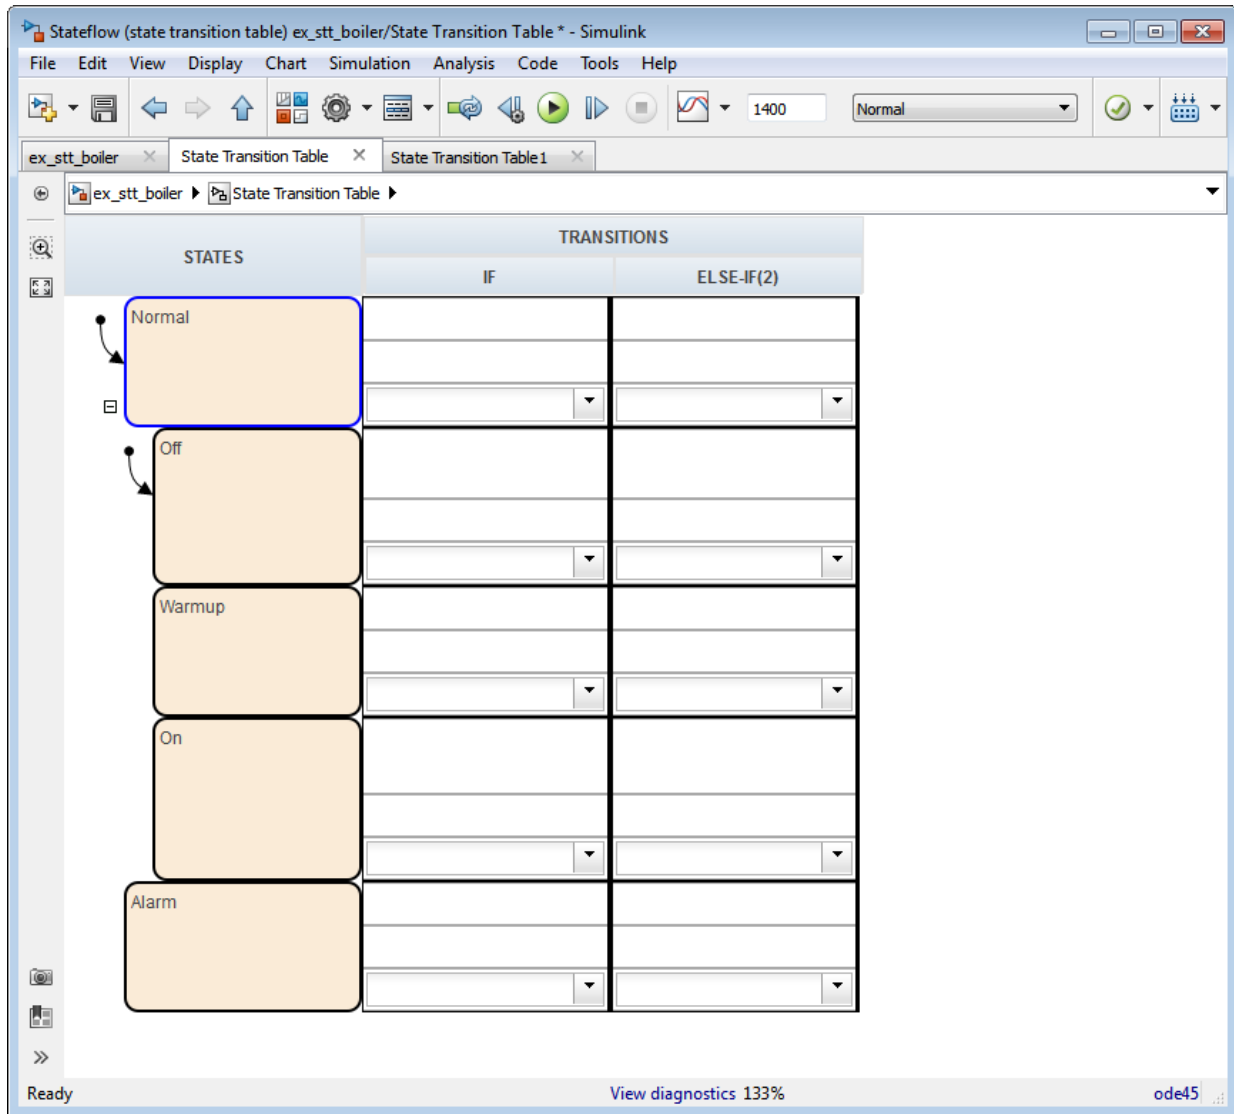 Stateflow (state transition table) ex_stt_boiler/State Transition Table * - Simulink
File Edit View Display Chart Simulation Analysis Code Tools Help
1400 Normal
ex_stt_boiler State Transition Table State Transition Table1
ex_stt_boiler State Transition Table
STATES
TRANSITIONS
IF ELSE-IF(2)
Normal
Off
Warmup
On
Alarm
Ready View diagnostics 133% ode45